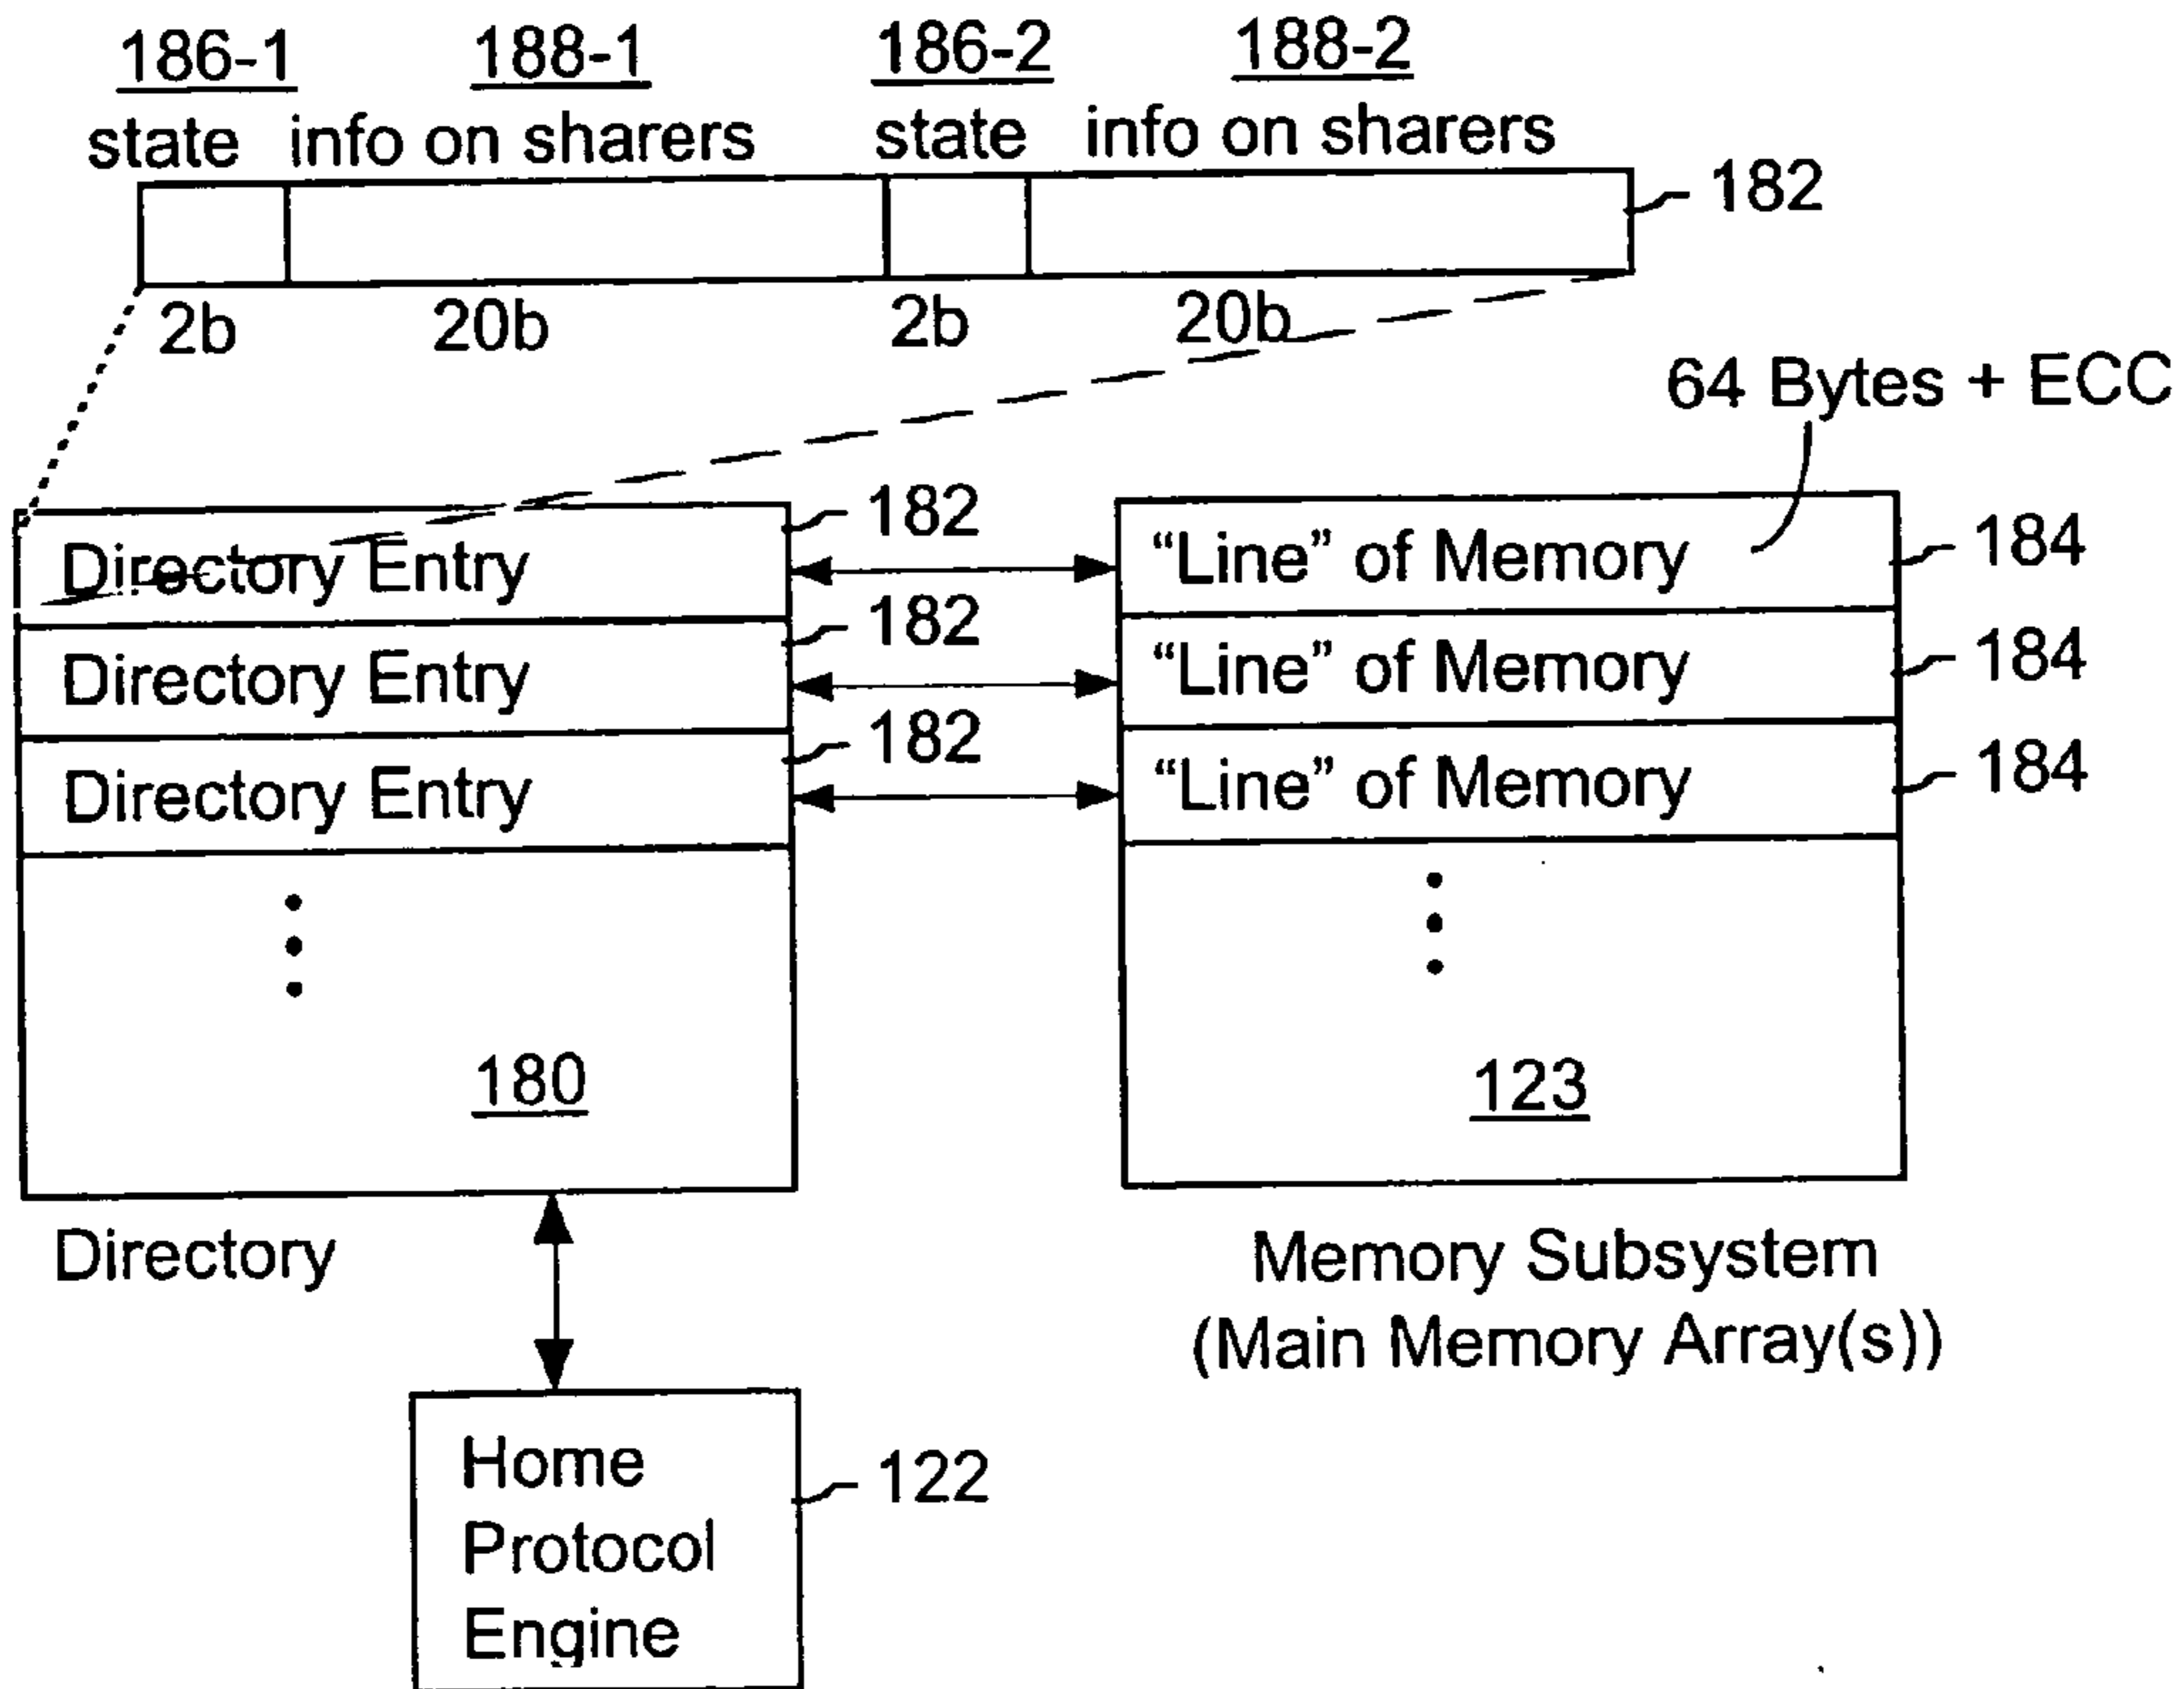 186-1 188-1 186-2 188-2
state info on sharers state info on sharers
182
2b 20b 2b 20b
64 Bytes + ECC
182
Directory Entry “Line” of Memory 184
182
Directory Entry “Line” of Memory 184
182
Directory Entry “Line” of Memory 184
180 123
Directory Memory Subsystem
(Main Memory Array(s))
Home
122
Protocol
Engine